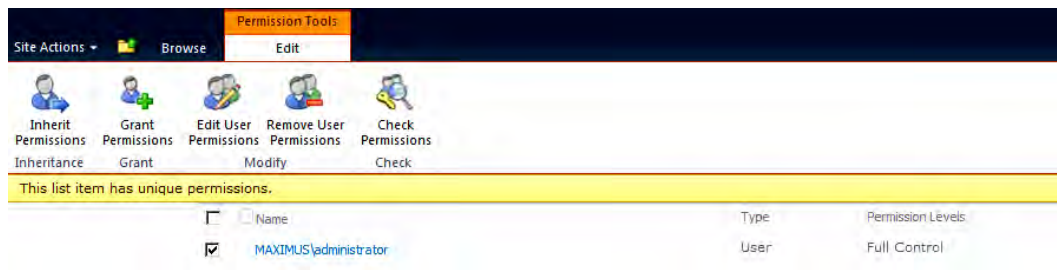 Permission Tools
Site Actions Browse Edit
Inherit Permissions Grant Permissions Edit User Permissions Remove User Permissions Check Permissions
Inheritance Grant Modify Check
This list item has unique permissions.
Name Type Permission Levels
MAXIMUS\administrator User Full Control